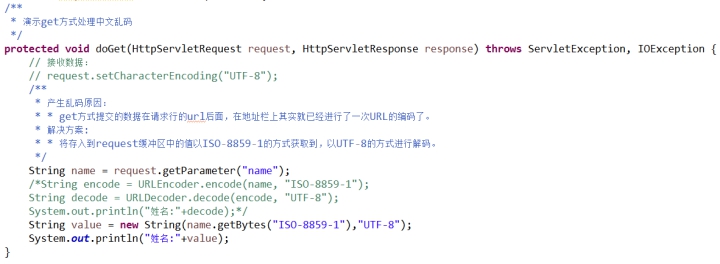 /**
 * 演示get方式处理中文乱码
 */
protected void doGet(HttpServletRequest request, HttpServletResponse response) throws ServletException, IOException {
    // 接收数据:
    // request.setCharacterEncoding("UTF-8");
    /**
     * 产生乱码原因:
     * * get方式提交的数据在请求行的url后面，在地址栏上其实就已经进行了一次URL的编码了。
     * 解决方案:
     * * 将存入到request缓冲区中的值以ISO-8859-1的方式获取到，以UTF-8的方式进行解码。
     */
    String name = request.getParameter("name");
    /*String encode = URLEncoder.encode(name, "ISO-8859-1");
    String decode = URLDecoder.decode(encode, "UTF-8");
    System.out.println("姓名:"+decode);*/
    String value = new String(name.getBytes("ISO-8859-1"),"UTF-8");
    System.out.println("姓名:"+value);
}